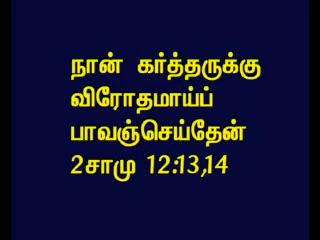 நான் கர்த்தருக்கு
விரோதமாய்ப்
பாவஞ்செய்தேன்
2சாமு 12:13,14